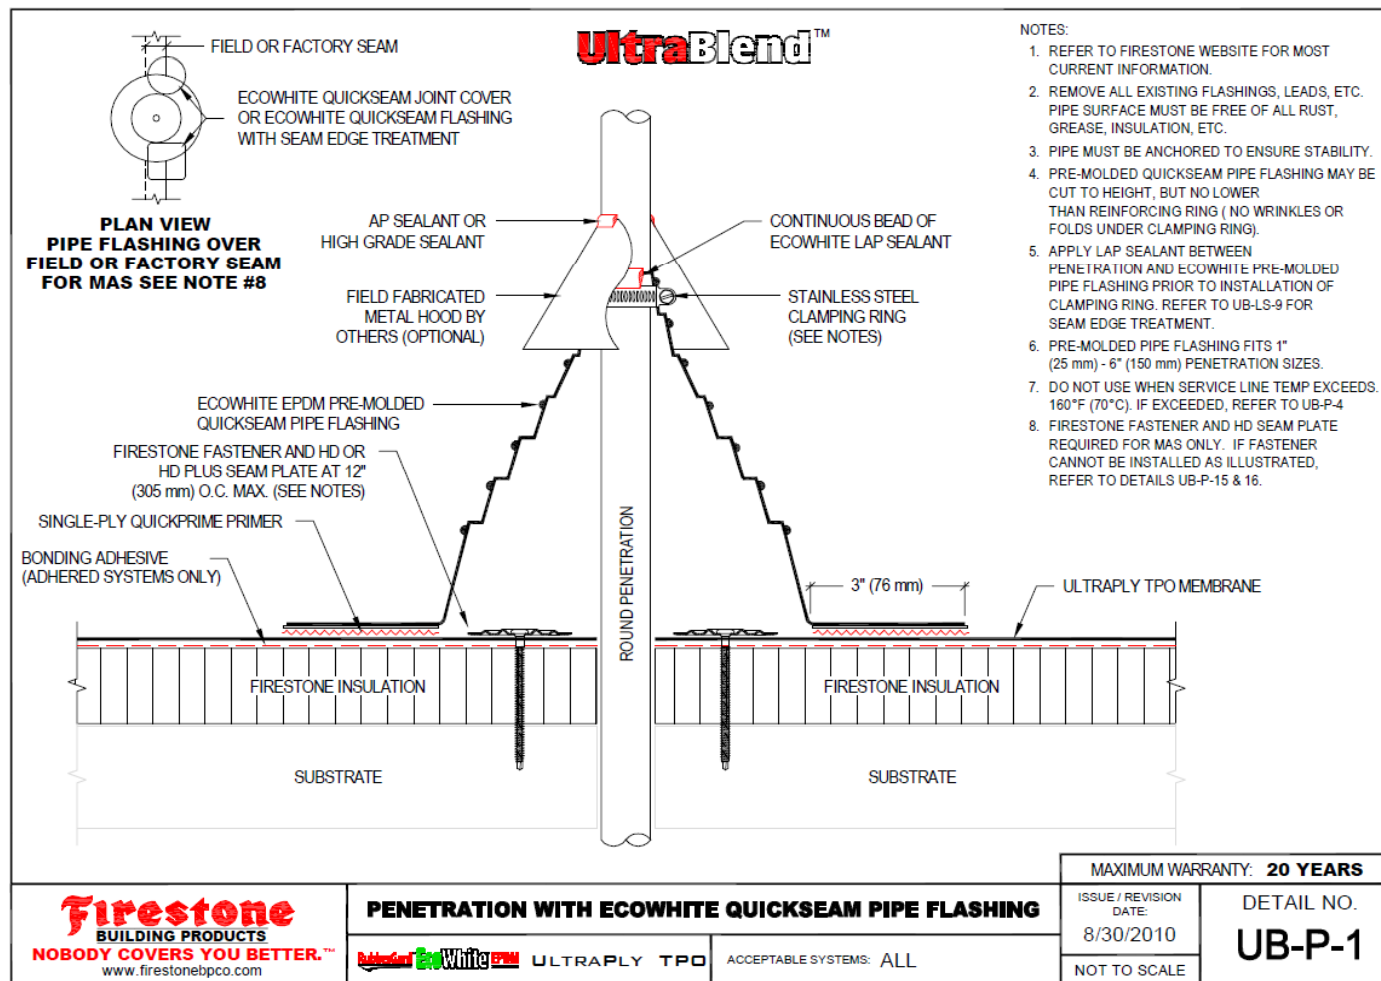 FIELD OR FACTORY SEAM
ECOWHITE QUICKSEAM JOINT COVER
OR ECOWHITE QUICKSEAM FLASHING
WITH SEAM EDGE TREATMENT
PLAN VIEW
PIPE FLASHING OVER
FIELD OR FACTORY SEAM
FOR MAS SEE NOTE #8
UltraBlend™
AP SEALANT OR
HIGH GRADE SEALANT
FIELD FABRICATED
METAL HOOD BY
OTHERS (OPTIONAL)
CONTINUOUS BEAD OF
ECOWHITE LAP SEALANT
STAINLESS STEEL
CLAMPING RING
(SEE NOTES)
ECOWHITE EPDM PRE-MOLDED
QUICKSEAM PIPE FLASHING
FIRESTONE FASTENER AND HD OR
HD PLUS SEAM PLATE AT 12"
(305 mm) O.C. MAX. (SEE NOTES)
SINGLE-PLY QUICKPRIME PRIMER
BONDING ADHESIVE
(ADHERED SYSTEMS ONLY)
ROUND PENETRATION
3" (76 mm)
ULTRAPLY TPO MEMBRANE
FIRESTONE INSULATION
FIRESTONE INSULATION
SUBSTRATE
SUBSTRATE
NOTES:
1. REFER TO FIRESTONE WEBSITE FOR MOST
CURRENT INFORMATION.
2. REMOVE ALL EXISTING FLASHINGS, LEADS, ETC.
PIPE SURFACE MUST BE FREE OF ALL RUST,
GREASE, INSULATION, ETC.
3. PIPE MUST BE ANCHORED TO ENSURE STABILITY.
4. PRE-MOLDED QUICKSEAM PIPE FLASHING MAY BE
CUT TO HEIGHT, BUT NO LOWER
THAN REINFORCING RING ( NO WRINKLES OR
FOLDS UNDER CLAMPING RING).
5. APPLY LAP SEALANT BETWEEN
PENETRATION AND ECOWHITE PRE-MOLDED
PIPE FLASHING PRIOR TO INSTALLATION OF
CLAMPING RING. REFER TO UB-LS-9 FOR
SEAM EDGE TREATMENT.
6. PRE-MOLDED PIPE FLASHING FITS 1"
(25 mm) - 6" (150 mm) PENETRATION SIZES.
7. DO NOT USE WHEN SERVICE LINE TEMP EXCEEDS.
160°F (70°C). IF EXCEEDED, REFER TO UB-P-4
8. FIRESTONE FASTENER AND HD SEAM PLATE
REQUIRED FOR MAS ONLY. IF FASTENER
CANNOT BE INSTALLED AS ILLUSTRATED,
REFER TO DETAILS UB-P-15 & 16.
MAXIMUM WARRANTY: 20 YEARS
Firestone
BUILDING PRODUCTS
NOBODY COVERS YOU BETTER.™
www.firestonebpco.com
PENETRATION WITH ECOWHITE QUICKSEAM PIPE FLASHING
RubberGard EcoWhite EPDM ULTRAPLY TPO
ACCEPTABLE SYSTEMS: ALL
ISSUE / REVISION
DATE:
8/30/2010
NOT TO SCALE
DETAIL NO.
UB-P-1